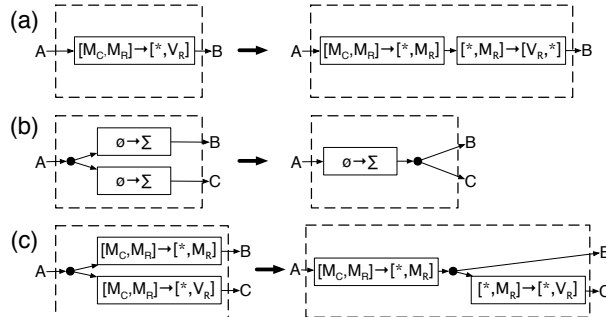 (a)
A [M_C,M_R]→[*,V_R] B A [M_C,M_R]→[*,M_R] [*,M_R]→[V_R,*] B
(b)
ø→∑ B B
A A ø→∑
ø→∑ C C
(c)
[M_C,M_R]→[*,M_R] B B
A A [M_C,M_R]→[*,M_R]
[M_C,M_R]→[*,V_R] C [*,M_R]→[*,V_R] C